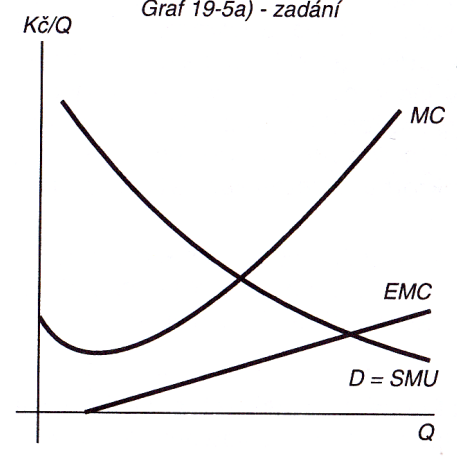 Graf 19-5a) - zadání
Kč/Q
MC
EMC
D = SMU
Q